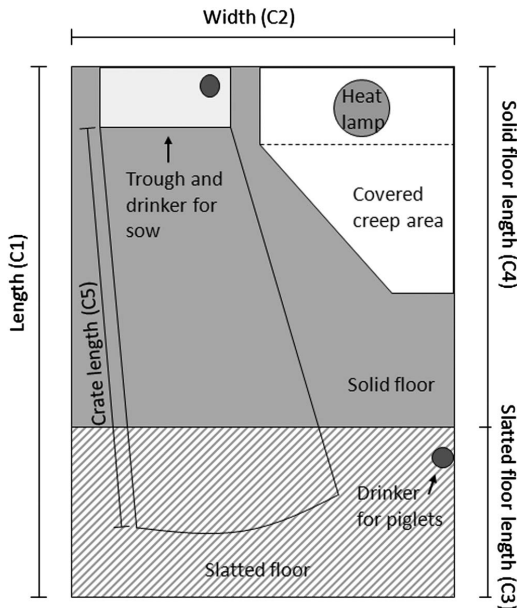 Width (C2)
Heat
lamp
Trough and
drinker for
sow
Covered
creep area
Solid floor length (C4)
Length (C1)
Crate length (C5)
Solid floor
Drinker
for piglets
Slatted floor
Slatted floor length (C3)